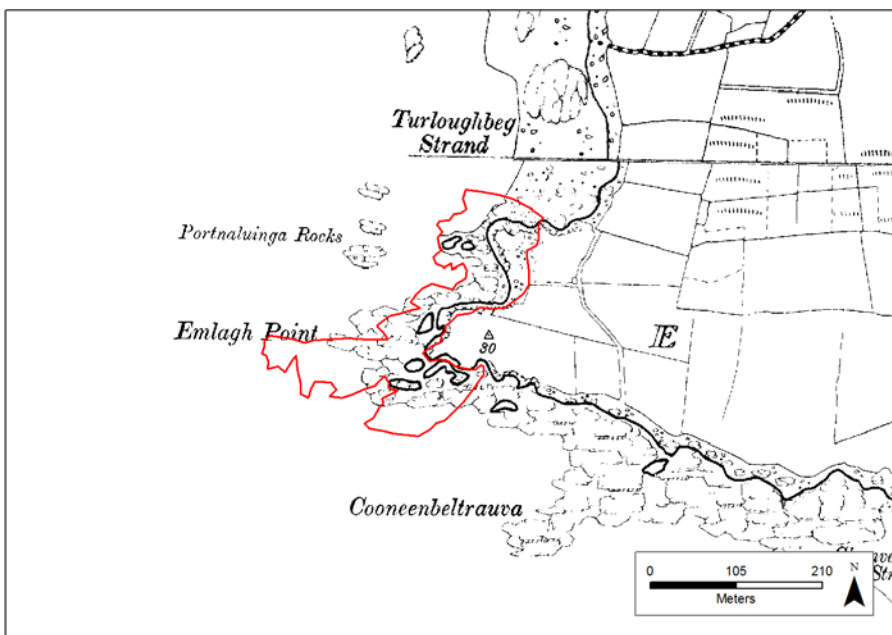 Turloughbeg
Strand
Portnaluinga Rocks
Emlagh Point
30
E
Cooneenbeltrauva
0 105 210
Meters
N